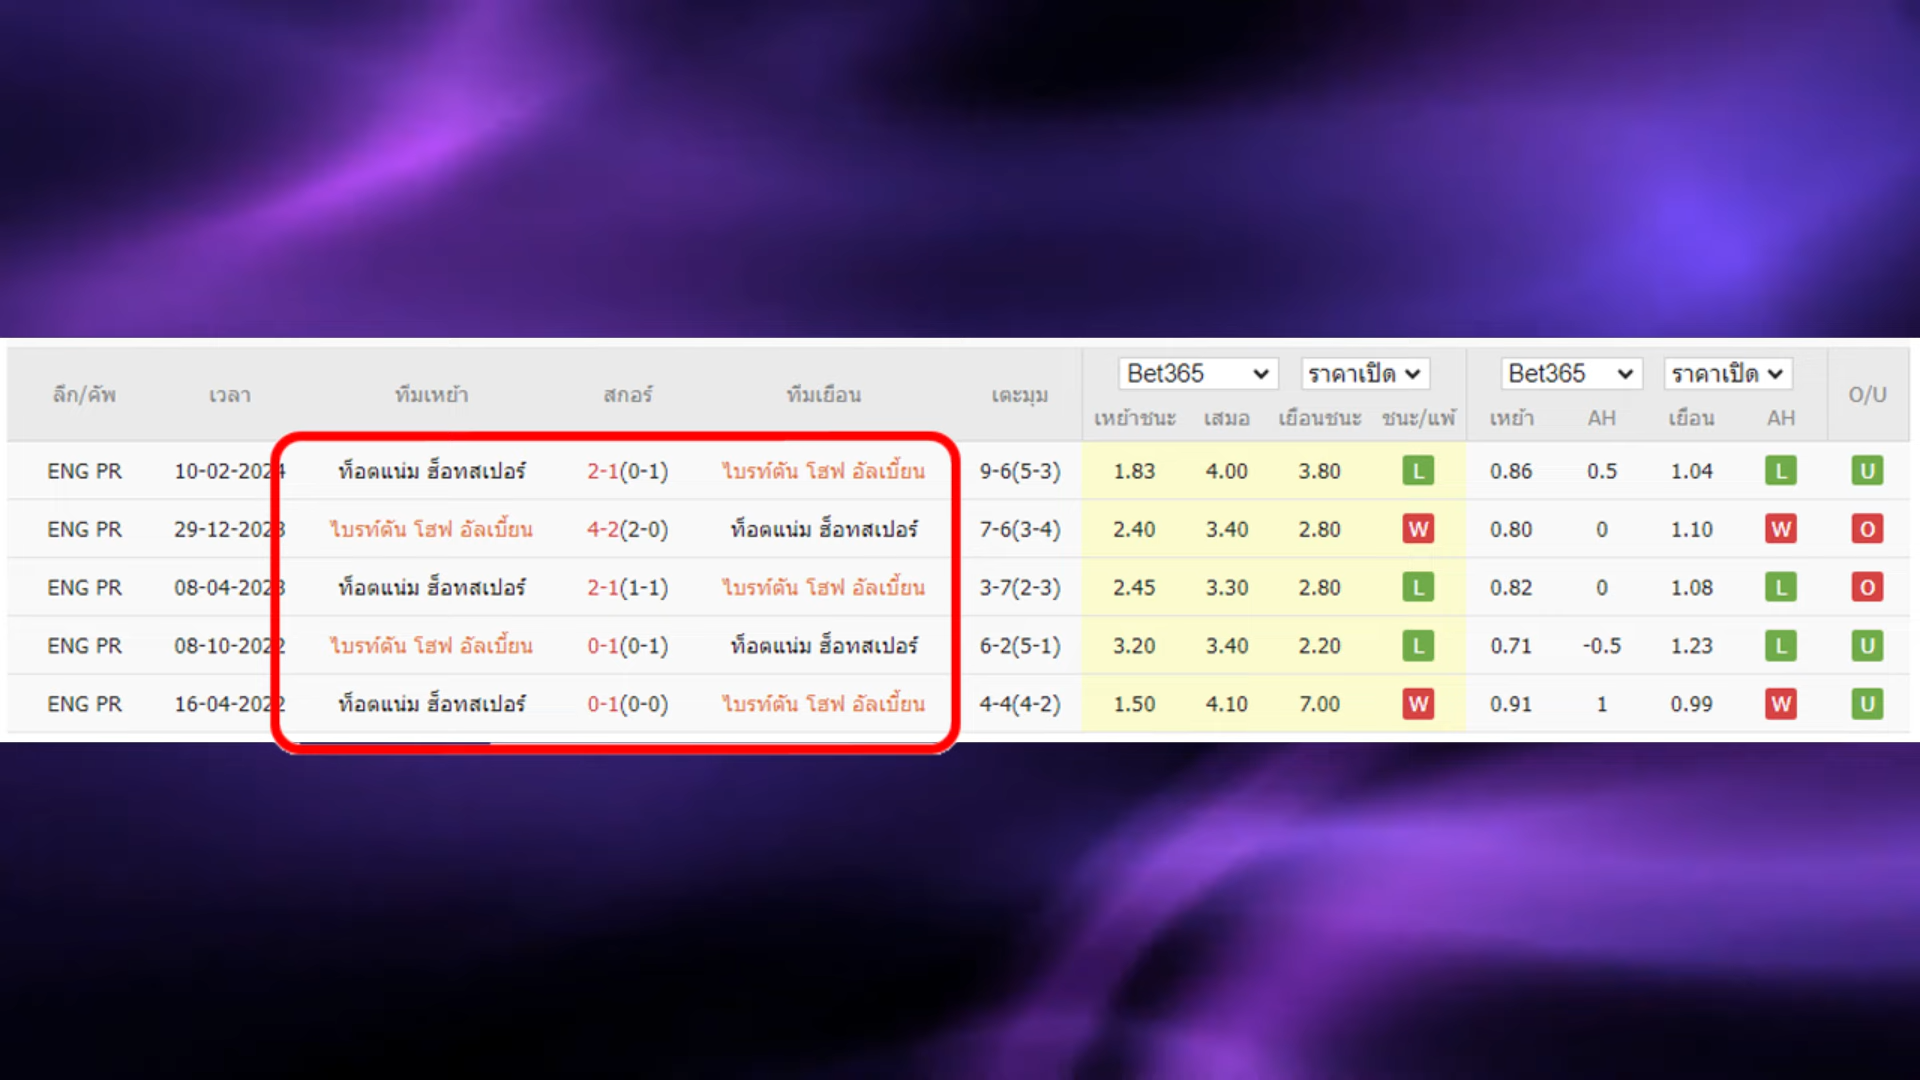 Bet365 ราคาเปิด Bet365 ราคาเปิด
ลีก/คัพ เวลา ทีมเหย้า สกอร์ ทีมเยือน เตะมุม O/U
เหย้าชนะ เสมอ เยือนชนะ ชนะ/แพ้ เหย้า AH เยือน AH
ENG PR 10-02-2024 ท็อตแน่ม ฮ็อทสเปอร์ 2-1(0-1) ไบรท์ตัน โฮฟ อัลเบี้ยน 9-6(5-3) 1.83 4.00 3.80 L 0.86 0.5 1.04 L U
ENG PR 29-12-2023 ไบรท์ตัน โฮฟ อัลเบี้ยน 4-2(2-0) ท็อตแน่ม ฮ็อทสเปอร์ 7-6(3-4) 2.40 3.40 2.80 W 0.80 0 1.10 W O
ENG PR 08-04-2023 ท็อตแน่ม ฮ็อทสเปอร์ 2-1(1-1) ไบรท์ตัน โฮฟ อัลเบี้ยน 3-7(2-3) 2.45 3.30 2.80 L 0.82 0 1.08 L O
ENG PR 08-10-2022 ไบรท์ตัน โฮฟ อัลเบี้ยน 0-1(0-1) ท็อตแน่ม ฮ็อทสเปอร์ 6-2(5-1) 3.20 3.40 2.20 L 0.71 -0.5 1.23 L U
ENG PR 16-04-2022 ท็อตแน่ม ฮ็อทสเปอร์ 0-1(0-0) ไบรท์ตัน โฮฟ อัลเบี้ยน 4-4(4-2) 1.50 4.10 7.00 W 0.91 1 0.99 W U